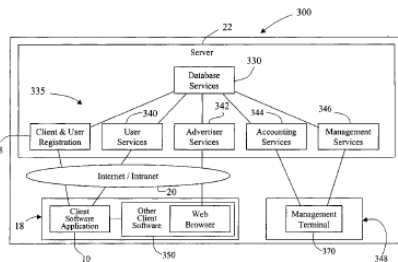 22
300
Server
Database
Services
330
335
340
342
344
346
Client & User
Registration
User
Services
Advertiser
Services
Accounting
Services
Management
Services
8
Internet / Intranet
20
18
Client
Software
Application
Other
Client
Software
Web
Browser
Management
Terminal
10
350
370
348